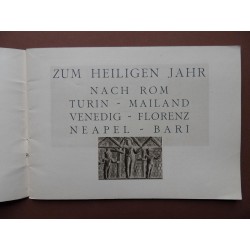 ZUM HEILIGEN JAHR
NACH ROM
TURIN - MAILAND
VENEDIG - FLORENZ
NEAPEL - BARI